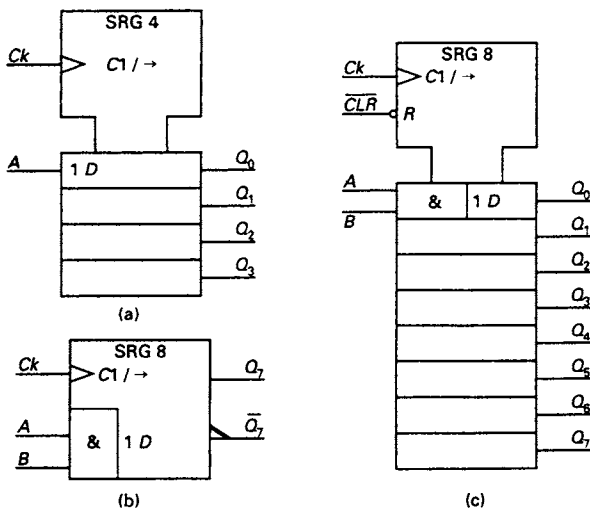 SRG 4
Ck
C1 / →
A
1 D
Q0
Q1
Q2
Q3
(a)
SRG 8
Ck
C1 / →
Q7
A
&
1 D
Q̅7
B
(b)
SRG 8
Ck
C1 / →
C̅L̅R̅
R
A
&
1 D
Q0
B
Q1
Q2
Q3
Q4
Q5
Q6
Q7
(c)